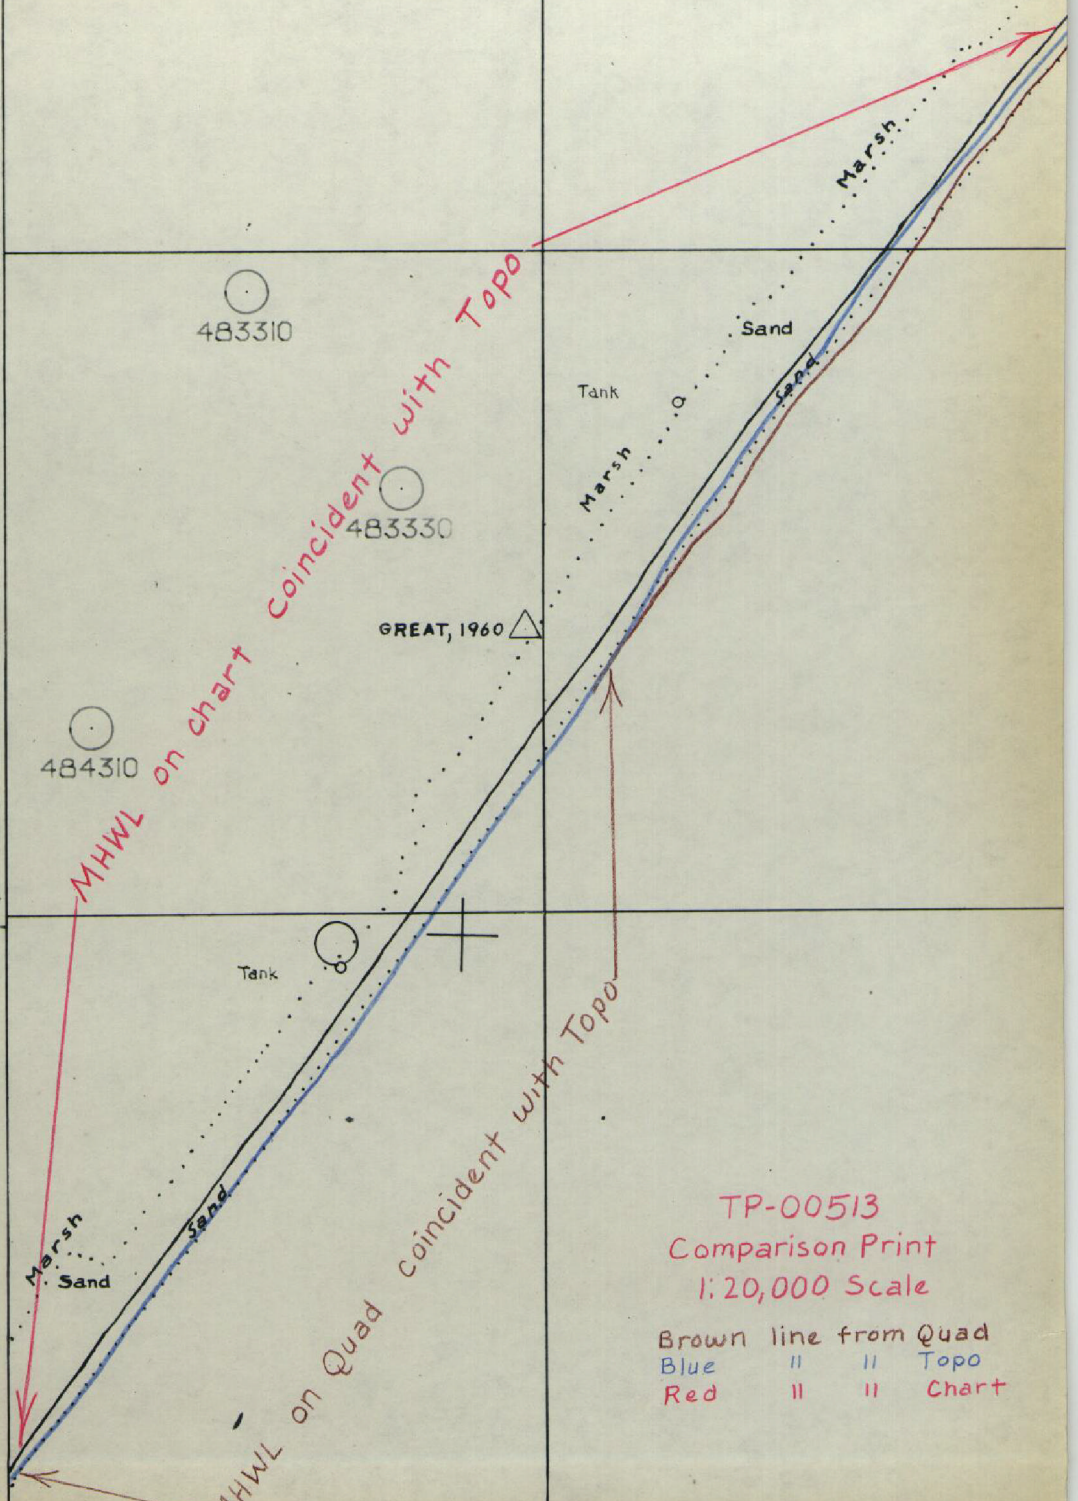 Marsh
483310
Sand
Sand
Tank
Marsh
483330
GREAT, 1960
484310
MHWL on chart coincident with Topo
Tank
Sand
Marsh
Sand
MHWL on Quad coincident with Topo
TP-00513
Comparison Print
1:20,000 Scale
Brown line from Quad
Blue " " Topo
Red " " Chart